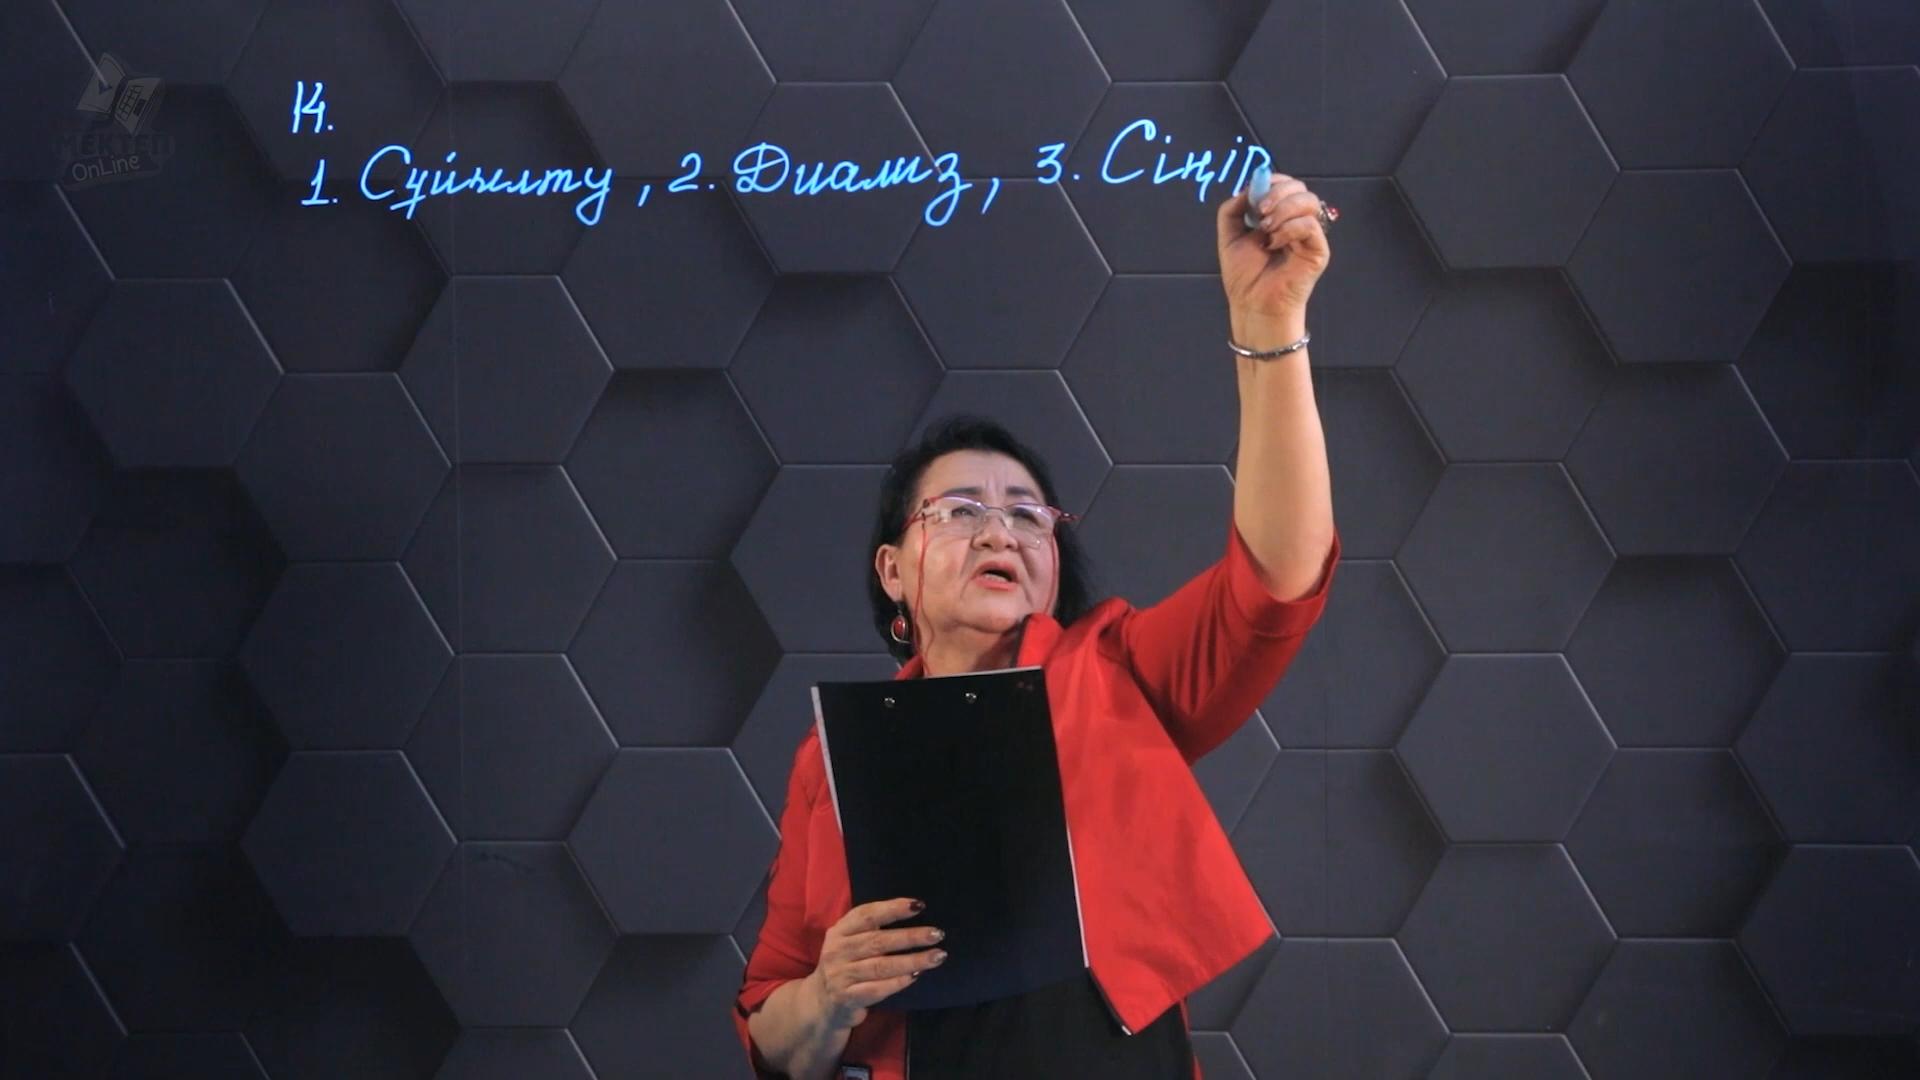 МЕКТЕП
OnLine
14.
1. Сұйылту, 2. Диализ, 3. Сіңір